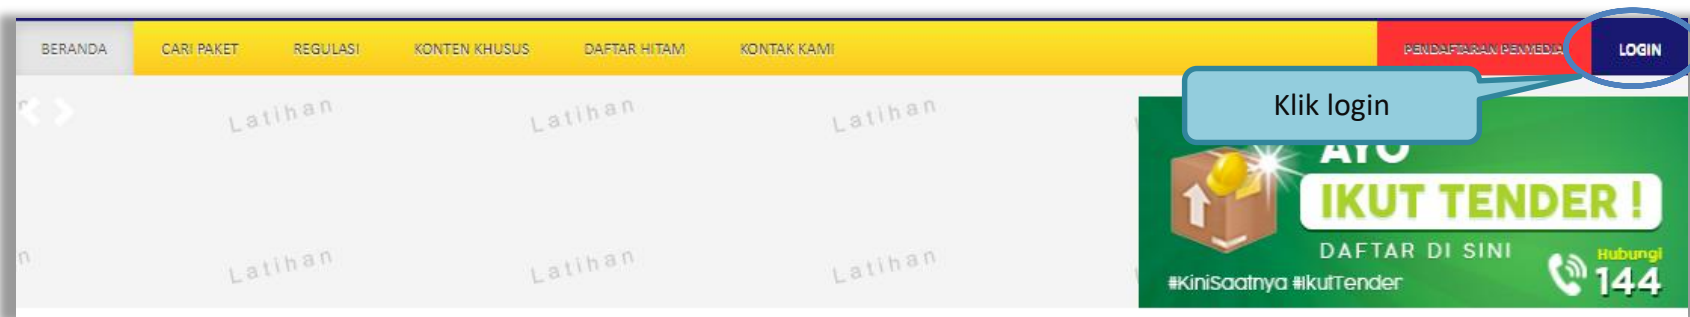 BERANDA CARI PAKET REGULASI KONTEN KHUSUS DAFTAR HITAM KONTAK KAMI PENDAFTARAN PENYEDIA LOGIN
Klik login
Latihan Latihan Latihan
AYO
IKUT TENDER !
DAFTAR DI SINI
Hubungi
144
#KiniSaatnya #IkutTender
n Latihan Latihan Latihan